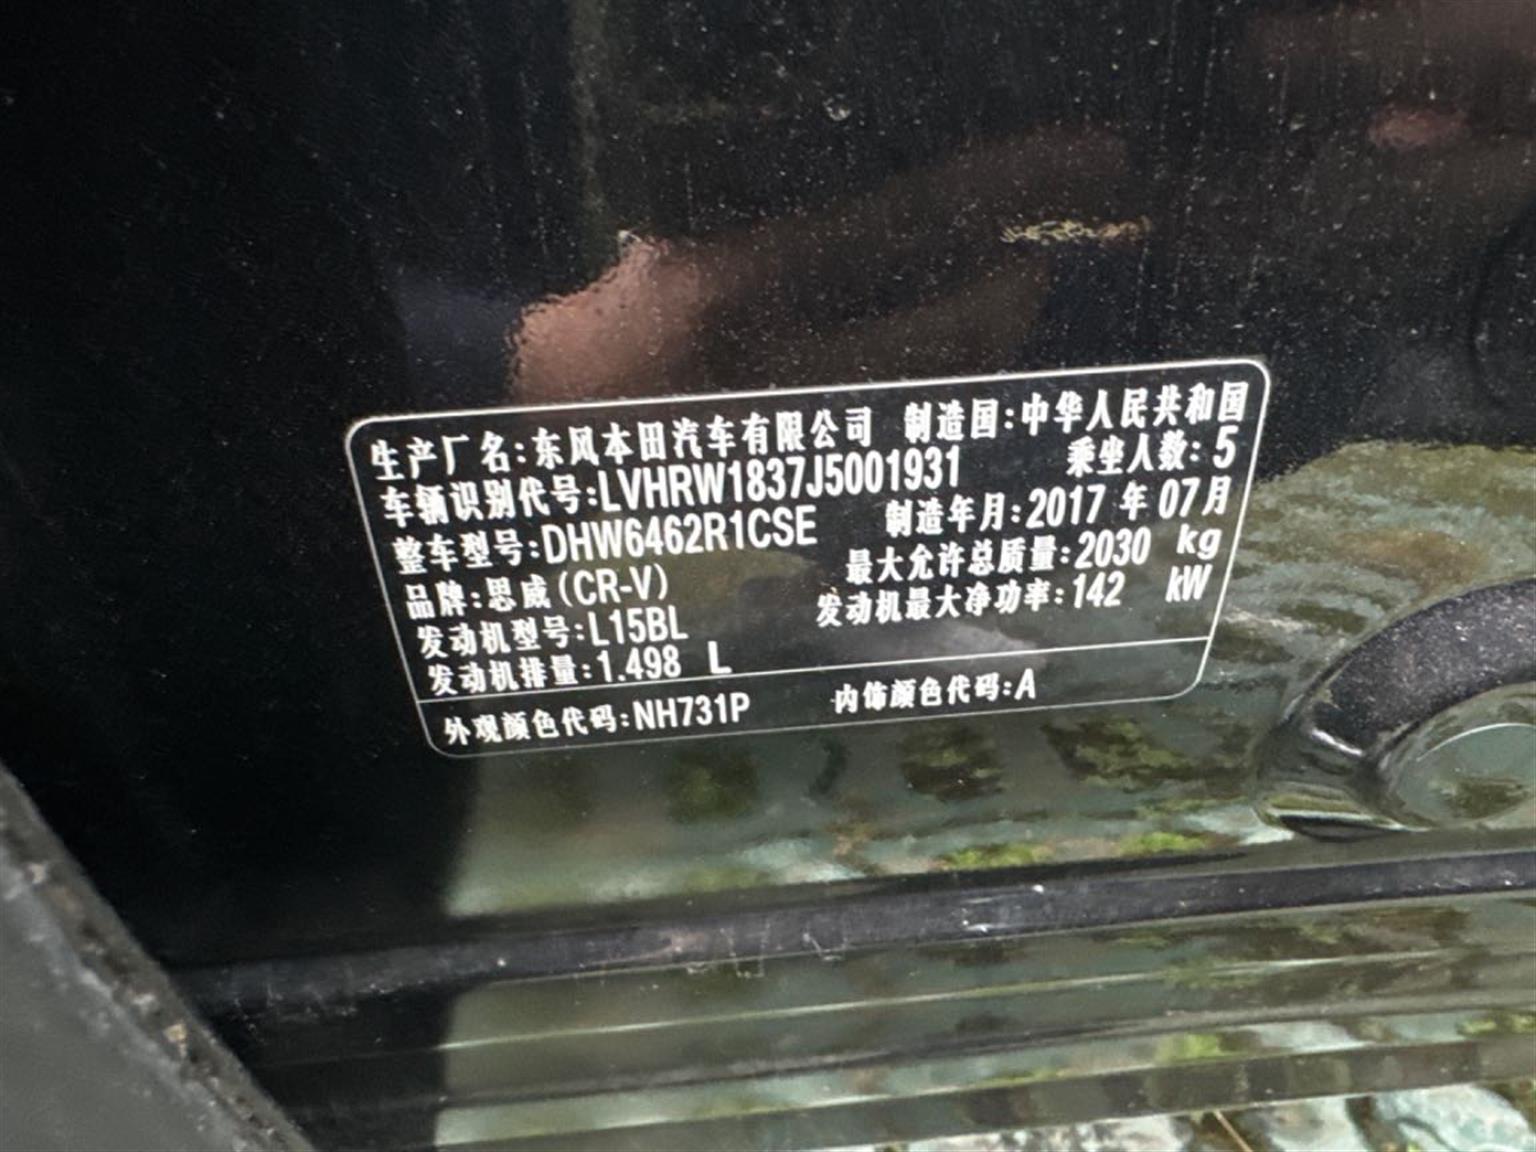 生产厂名:东风本田汽车有限公司 制造国:中华人民共和国
车辆识别代号:LVHRW1837J5001931 乘坐人数:5
整车型号:DHW6462R1CSE 制造年月:2017 年 07月
品牌:思威(CR-V) 最大允许总质量:2030 kg
发动机型号:L15BL 发动机最大净功率:142 kW
发动机排量:1.498 L
外观颜色代码:NH731P 内饰颜色代码:A